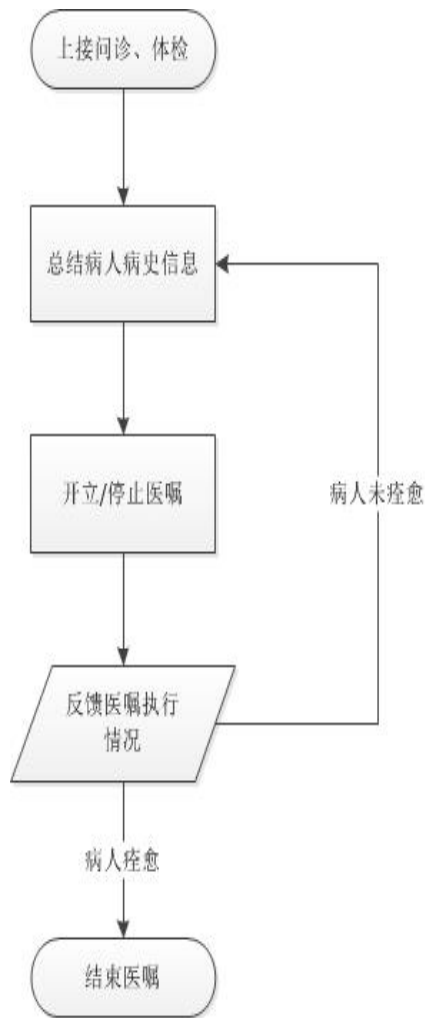 上接问诊、体检
总结病人病史信息
开立/停止医嘱
病人未痊愈
反馈医嘱执行
情况
病人痊愈
结束医嘱